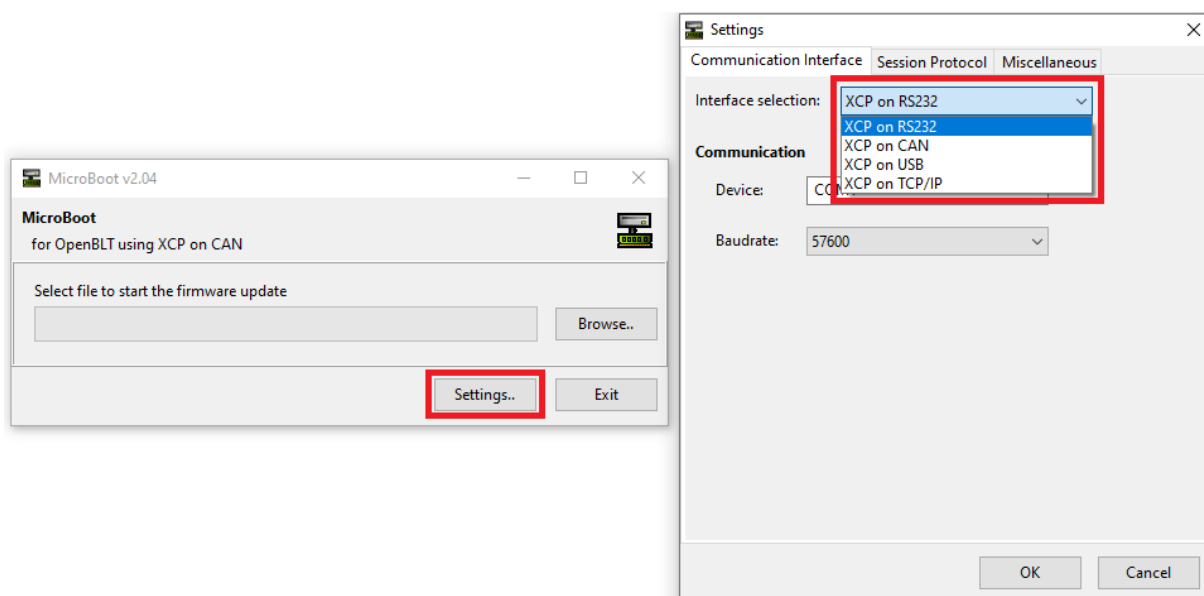 MicroBoot v2.04
MicroBoot
for OpenBLT using XCP on CAN
Select file to start the firmware update
Browse..
Settings..
Exit
Settings
Communication Interface
Session Protocol
Miscellaneous
Interface selection:
XCP on RS232
XCP on RS232
XCP on CAN
XCP on USB
XCP on TCP/IP
Communication
Device:
Baudrate:
57600
OK
Cancel